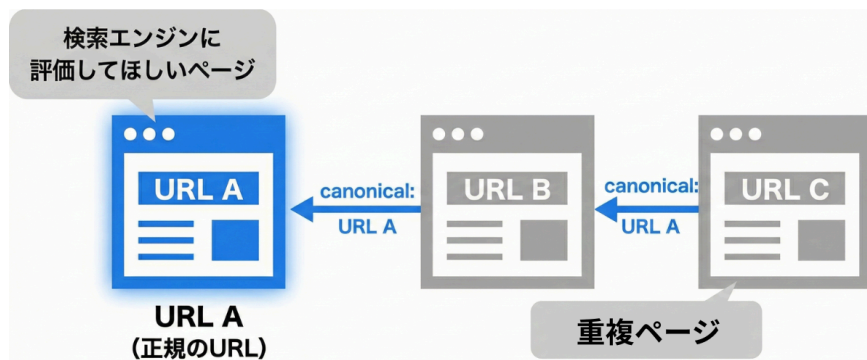 検索エンジンに
評価してほしいページ
URL A
canonical:
URL A
URL B
canonical:
URL A
URL C
URL A
(正規のURL)
重複ページ